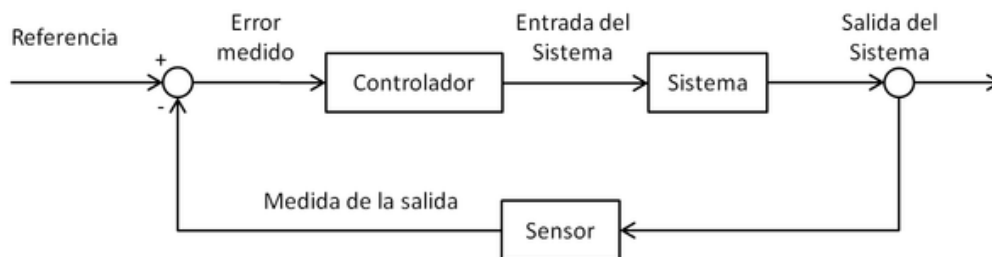 Referencia
Error
medido
Entrada del
Sistema
Salida del
Sistema
+
-
Controlador
Sistema
Medida de la salida
Sensor